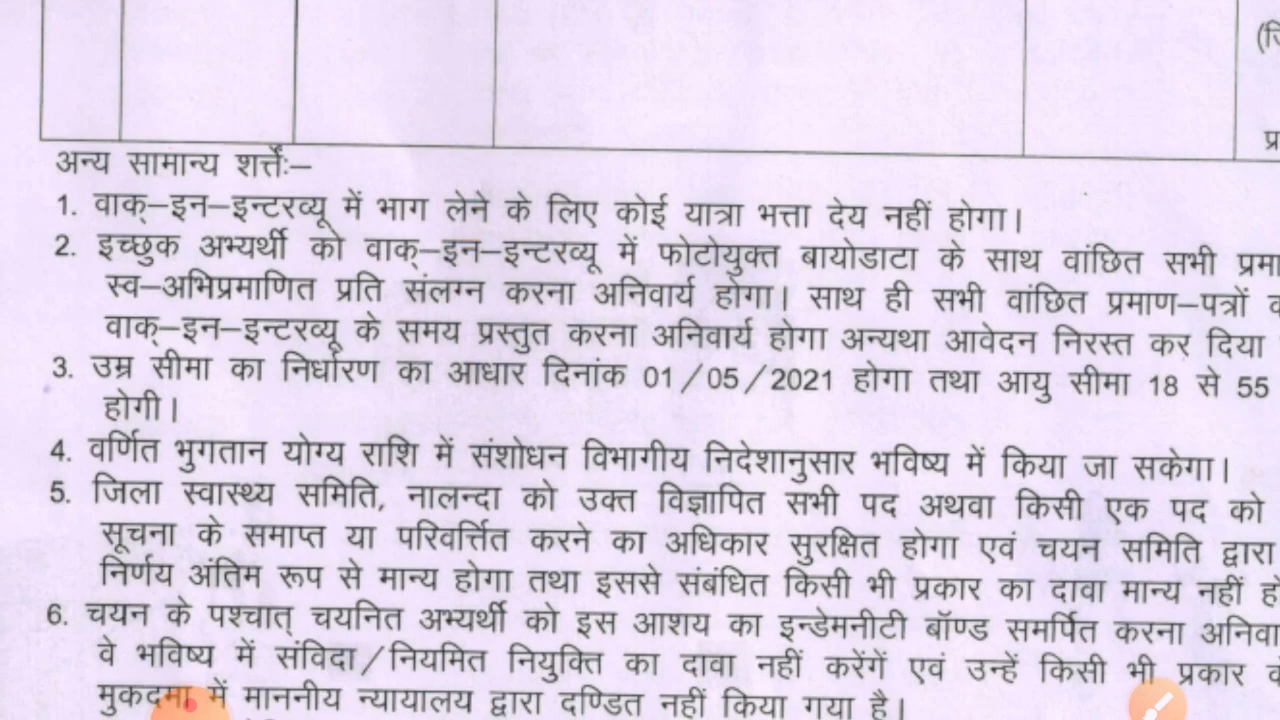 (जि
प्र
अन्य सामान्य शर्त्तेः–
1. वाक्–इन–इन्टरव्यू में भाग लेने के लिए कोई यात्रा भत्ता देय नहीं होगा।
2. इच्छुक अभ्यर्थी को वाक्–इन–इन्टरव्यू में फोटोयुक्त बायोडाटा के साथ वांछित सभी प्रमा
स्व–अभिप्रमाणित प्रति संलग्न करना अनिवार्य होगा। साथ ही सभी वांछित प्रमाण–पत्रों
वाक्–इन–इन्टरव्यू के समय प्रस्तुत करना अनिवार्य होगा अन्यथा आवेदन निरस्त कर दिया
3. उम्र सीमा का निर्धारण का आधार दिनांक 01/05/2021 होगा तथा आयु सीमा 18 से 55
होगी।
4. वर्णित भुगतान योग्य राशि में संशोधन विभागीय निदेशानुसार भविष्य में किया जा सकेगा।
5. जिला स्वास्थ्य समिति, नालन्दा को उक्त विज्ञापित सभी पद अथवा किसी एक पद को
सूचना के समाप्त या परिवर्त्तित करने का अधिकार सुरक्षित होगा एवं चयन समिति द्वारा
निर्णय अंतिम रूप से मान्य होगा तथा इससे संबंधित किसी भी प्रकार का दावा मान्य नहीं हो
6. चयन के पश्चात् चयनित अभ्यर्थी को इस आशय का इन्डेमनीटी बॉण्ड समर्पित करना अनिवा
वे भविष्य में संविदा/नियमित नियुक्ति का दावा नहीं करेंगें एवं उन्हें किसी भी प्रकार
मुकदमा में माननीय न्यायालय द्वारा दण्डित नहीं किया गया है।